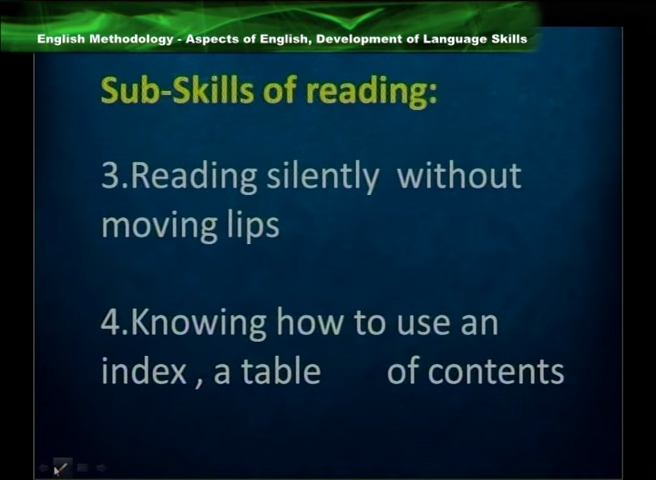 English Methodology - Aspects of English, Development of Language Skills
Sub-Skills of reading:
3.Reading silently  without
moving lips
4.Knowing how to use an
index , a table       of contents